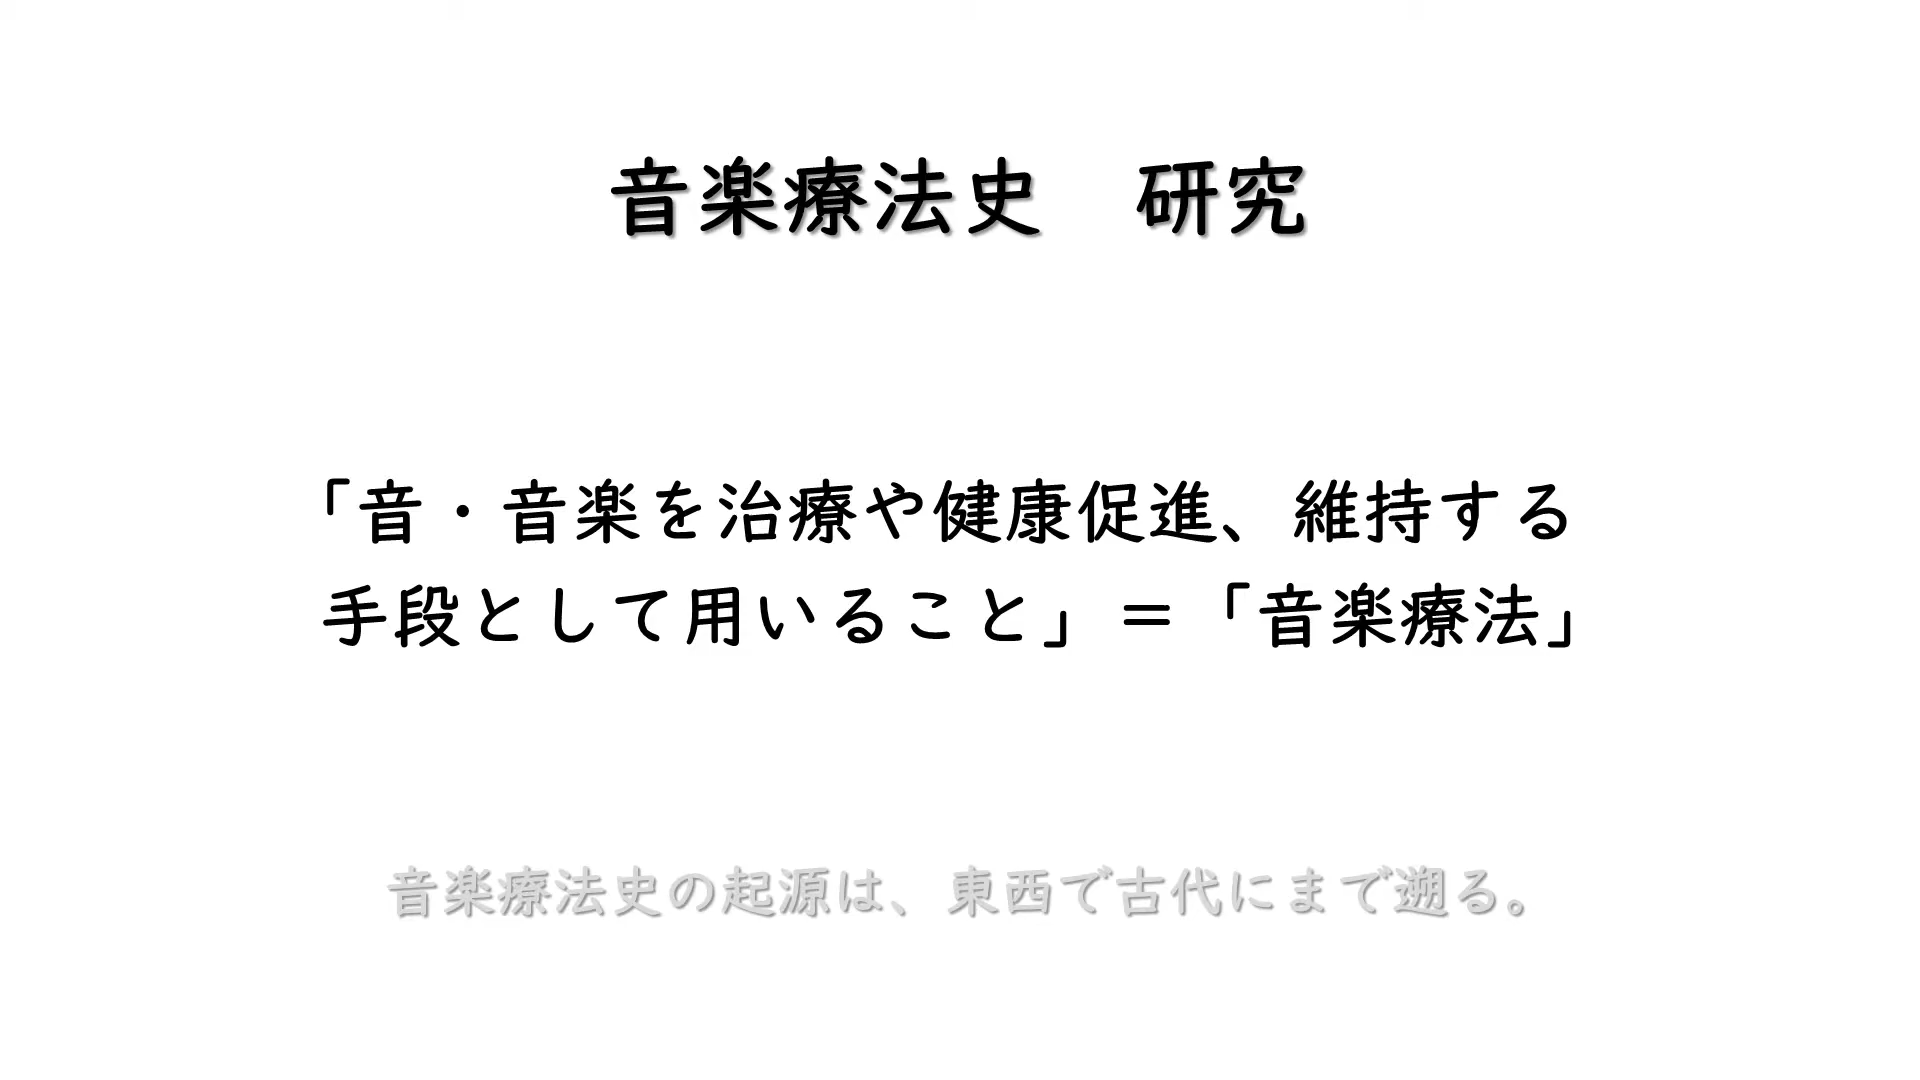 音楽療法史　研究
「音・音楽を治療や健康促進、維持する
手段として用いること」＝「音楽療法」
音楽療法史の起源は、東西で古代にまで遡る。